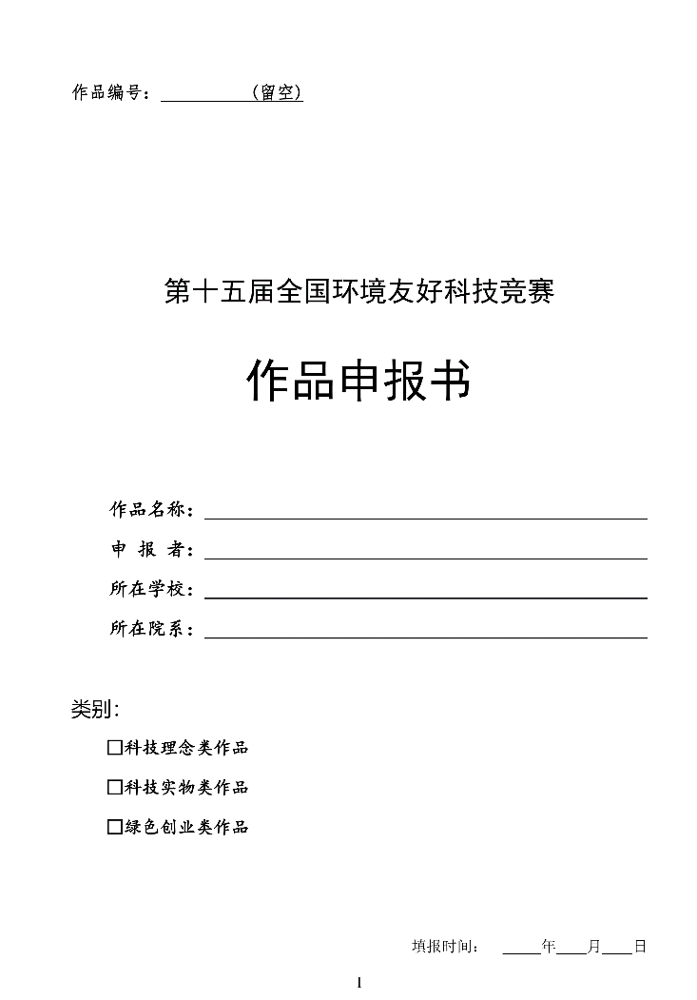 作品编号：__________(留空)
第十五届全国环境友好科技竞赛
作品申报书
作品名称：
申 报 者：
所在学校：
所在院系：
类别：
□科技理念类作品
□科技实物类作品
□绿色创业类作品
填报时间： _____年____月____日
1